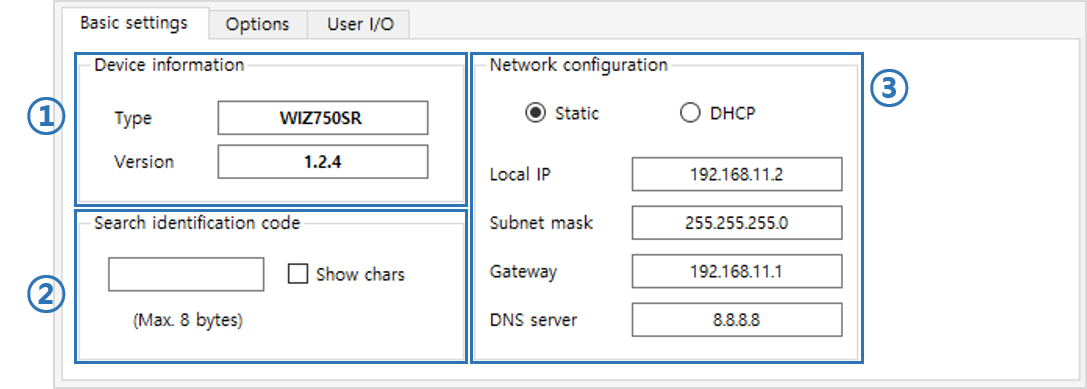 Basic settings
Options
User I/O
①
Device information
Type
WIZ750SR
Version
1.2.4
②
Search identification code
Show chars
(Max. 8 bytes)
③
Network configuration
Static
DHCP
Local IP
192.168.11.2
Subnet mask
255.255.255.0
Gateway
192.168.11.1
DNS server
8.8.8.8